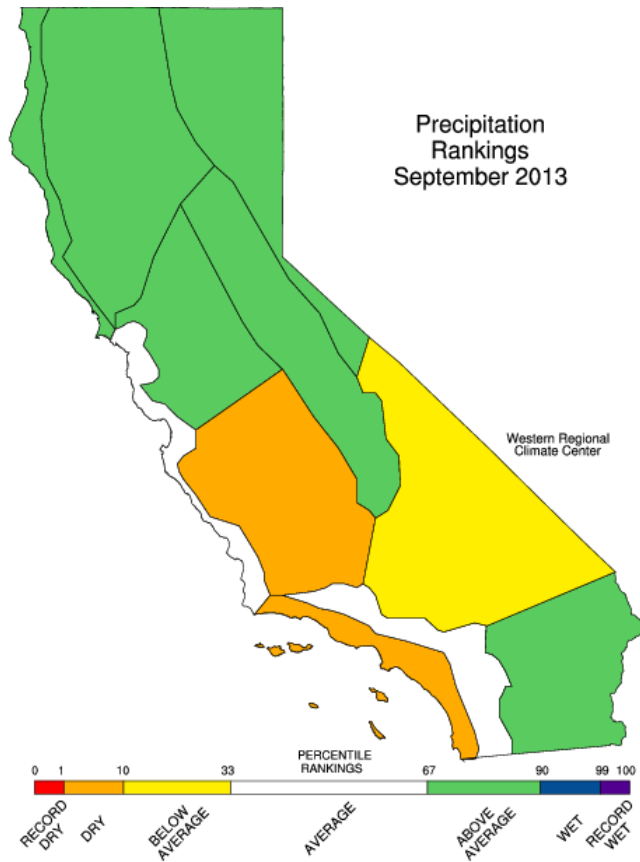 Precipitation
Rankings
September 2013
Western Regional
Climate Center
PERCENTILE
RANKINGS
0 1 10 33 67 90 99 100
RECORD
DRY
DRY
BELOW
AVERAGE
AVERAGE
ABOVE
AVERAGE
WET
RECORD
WET